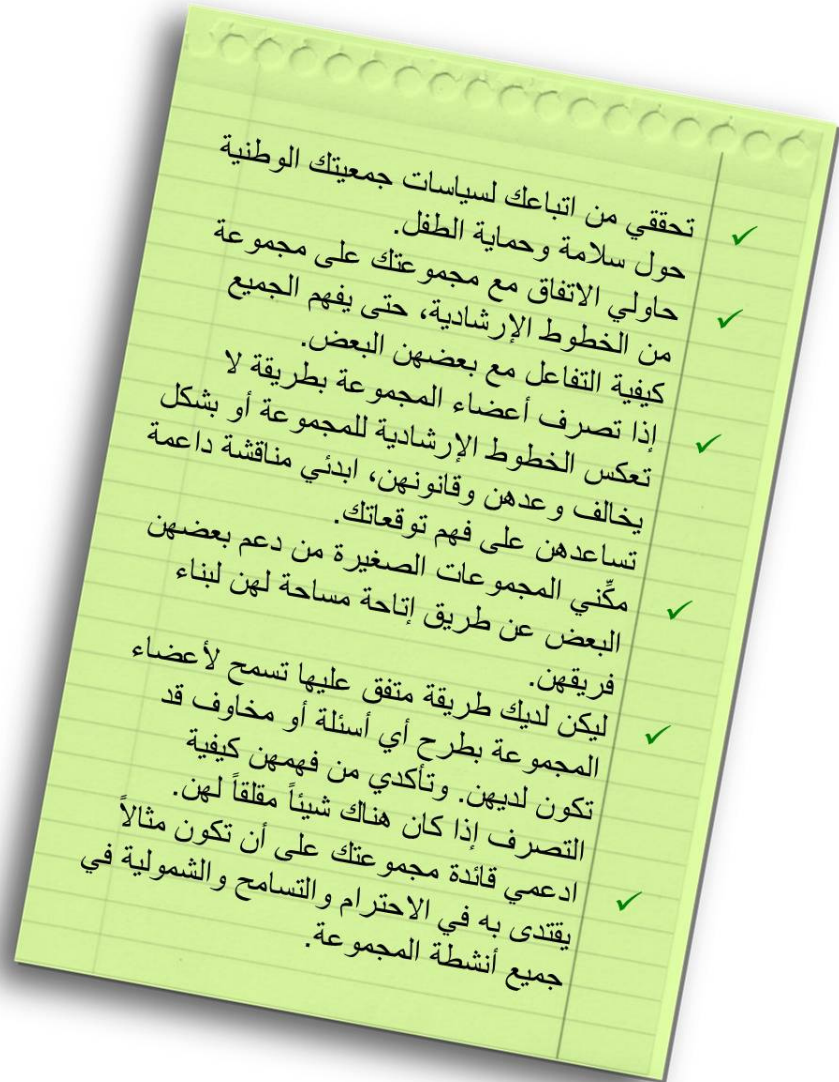 تحققي من اتباعك لسياسات جمعيتك الوطنية
حول سلامة وحماية الطفل.
حاولي الاتفاق مع مجموعتك على مجموعة
من الخطوط الإرشادية، حتى يفهم الجميع
كيفية التفاعل مع بعضهن البعض.
إذا تصرف أعضاء المجموعة بطريقة لا
تعكس الخطوط الإرشادية للمجموعة أو بشكل
يخالف وعدهن وقانونهن، ابدئي مناقشة داعمة
تساعدهن على فهم توقعاتك.
مكِّني المجموعات الصغيرة من دعم بعضهن
البعض عن طريق إتاحة مساحة لهن لبناء
فريقهن.
ليكن لديك طريقة متفق عليها تسمح لأعضاء
المجموعة بطرح أي أسئلة أو مخاوف قد
تكون لديهن. وتأكدي من فهمهن كيفية
التصرف إذا كان هناك شيئاً مقلقاً لهن.
ادعمي قائدة مجموعتك على أن تكون مثالاً
يقتدى به في الاحترام والتسامح والشمولية في
جميع أنشطة المجموعة.